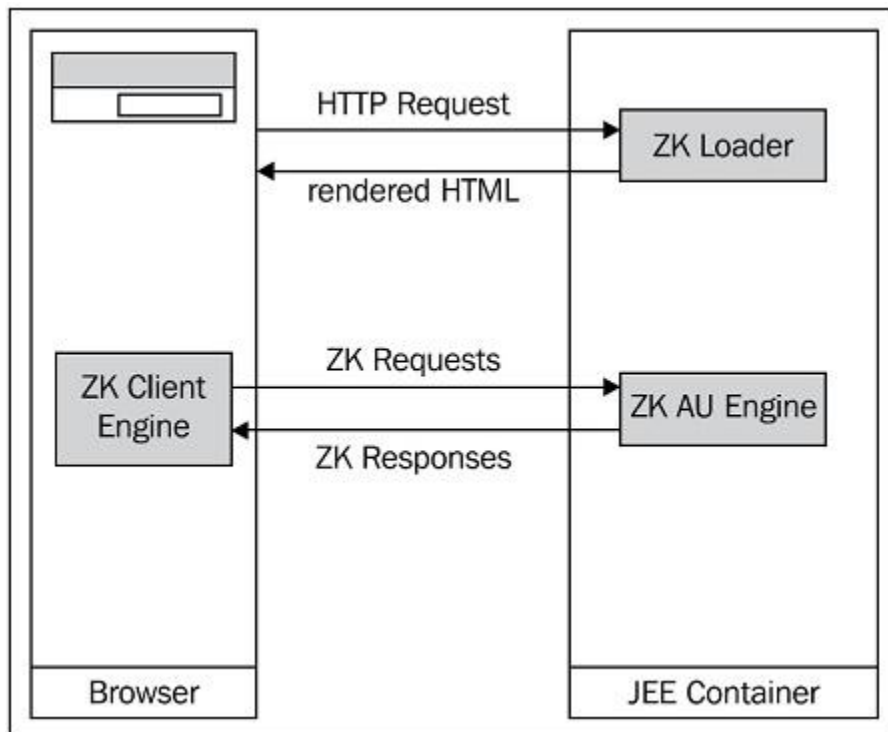 HTTP Request
ZK Loader
rendered HTML
ZK Client
Engine
ZK Requests
ZK AU Engine
ZK Responses
Browser
JEE Container